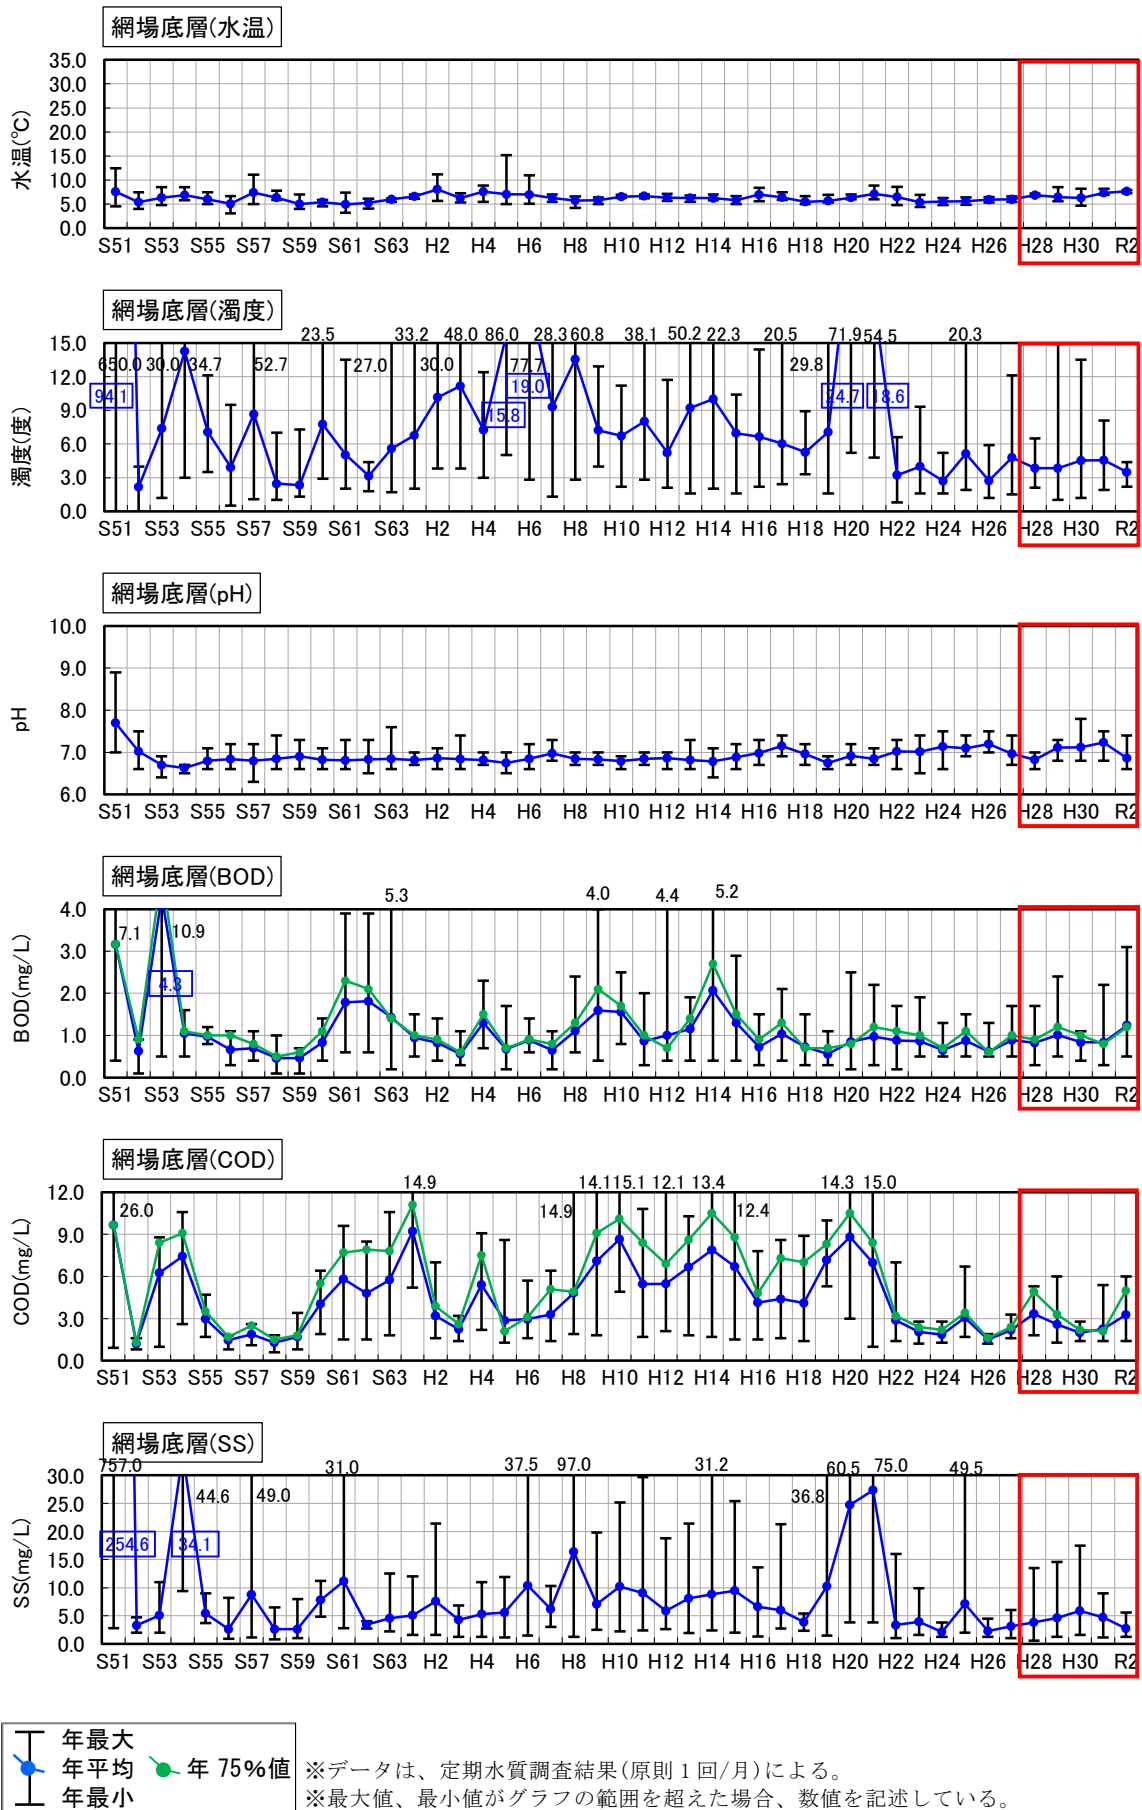 網場底層(水温)
35.0
30.0
25.0
20.0
15.0
10.0
5.0
0.0
水温(℃)
S51 S53 S55 S57 S59 S61 S63 H2 H4 H6 H8 H10 H12 H14 H16 H18 H20 H22 H24 H26 H28 H30 R2
網場底層(濁度)
23.5 33.2 48.0 86.0 28.3 60.8 38.1 50.2 22.3 20.5 71.9 54.5 20.3
650.0 30.0 34.7 52.7 27.0 30.0 77.7 29.8
94.1 15.8 19.0 24.7 18.6
15.0
12.0
9.0
6.0
3.0
0.0
濁度(度)
S51 S53 S55 S57 S59 S61 S63 H2 H4 H6 H8 H10 H12 H14 H16 H18 H20 H22 H24 H26 H28 H30 R2
網場底層(pH)
10.0
9.0
8.0
7.0
6.0
pH
S51 S53 S55 S57 S59 S61 S63 H2 H4 H6 H8 H10 H12 H14 H16 H18 H20 H22 H24 H26 H28 H30 R2
網場底層(BOD)
5.3 4.0 4.4 5.2
7.1 10.9
4.3
4.0
3.0
2.0
1.0
0.0
BOD(mg/L)
S51 S53 S55 S57 S59 S61 S63 H2 H4 H6 H8 H10 H12 H14 H16 H18 H20 H22 H24 H26 H28 H30 R2
網場底層(COD)
14.9 14.1 15.1 12.1 13.4 14.3 15.0
26.0 14.9 12.4
12.0
9.0
6.0
3.0
0.0
COD(mg/L)
S51 S53 S55 S57 S59 S61 S63 H2 H4 H6 H8 H10 H12 H14 H16 H18 H20 H22 H24 H26 H28 H30 R2
網場底層(SS)
757.0 31.0 37.5 97.0 31.2 60.5 75.0 49.5
44.6 49.0 36.8
254.6 34.1
30.0
25.0
20.0
15.0
10.0
5.0
0.0
SS(mg/L)
S51 S53 S55 S57 S59 S61 S63 H2 H4 H6 H8 H10 H12 H14 H16 H18 H20 H22 H24 H26 H28 H30 R2
年最大
年平均 年 75%値
年最小
※データは、定期水質調査結果(原則 1 回/月)による。
※最大値、最小値がグラフの範囲を超えた場合、数値を記述している。